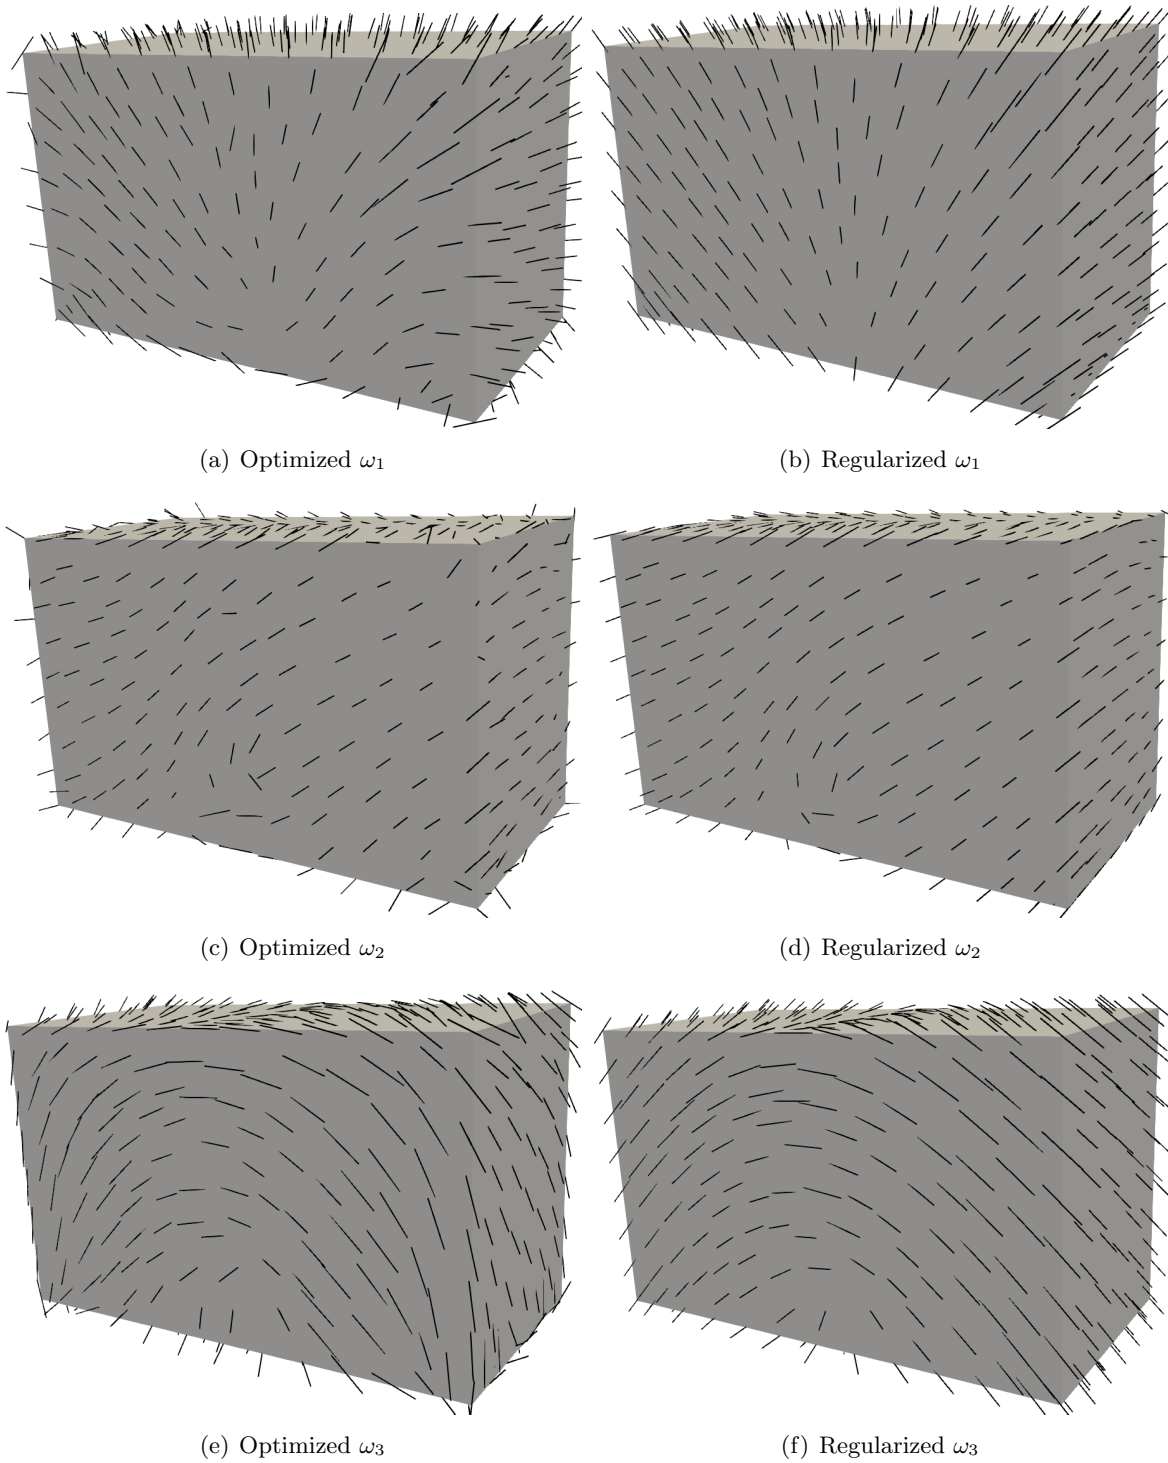 (a) Optimized ω₁
(b) Regularized ω₁
(c) Optimized ω₂
(d) Regularized ω₂
(e) Optimized ω₃
(f) Regularized ω₃